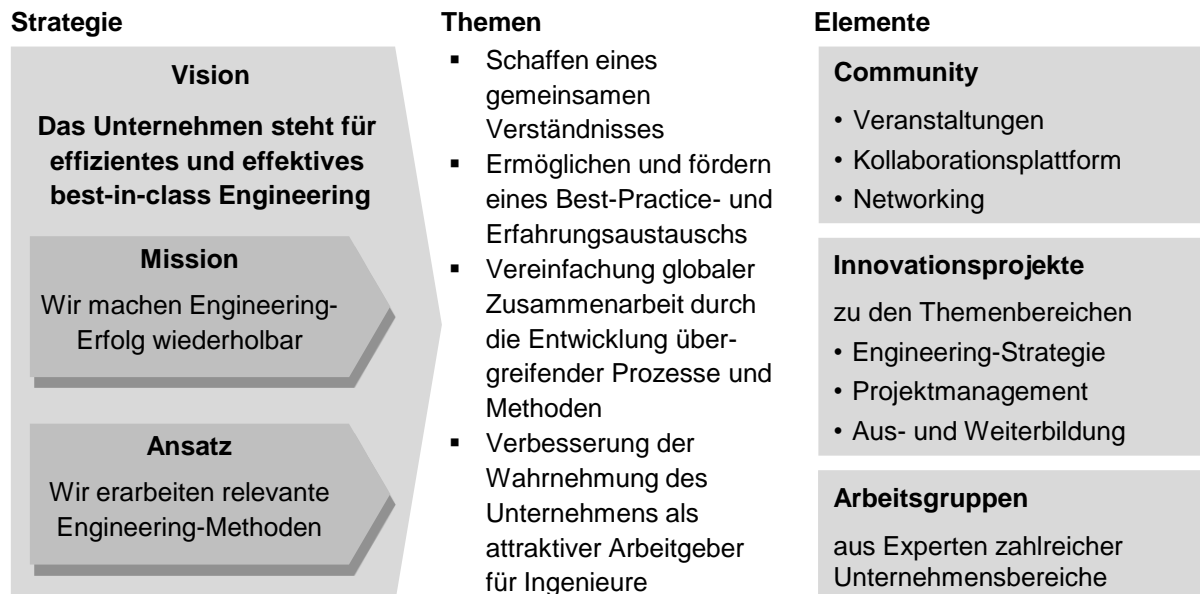 Strategie
Vision
Das Unternehmen steht für
effizientes und effektives
best-in-class Engineering
Mission
Wir machen Engineering-
Erfolg wiederholbar
Ansatz
Wir erarbeiten relevante
Engineering-Methoden
Themen
▪ Schaffen eines
gemeinsamen
Verständnisses
▪ Ermöglichen und fördern
eines Best-Practice- und
Erfahrungsaustauschs
▪ Vereinfachung globaler
Zusammenarbeit durch
die Entwicklung über-
greifender Prozesse und
Methoden
▪ Verbesserung der
Wahrnehmung des
Unternehmens als
attraktiver Arbeitgeber
für Ingenieure
Elemente
Community
• Veranstaltungen
• Kollaborationsplattform
• Networking
Innovationsprojekte
zu den Themenbereichen
• Engineering-Strategie
• Projektmanagement
• Aus- und Weiterbildung
Arbeitsgruppen
aus Experten zahlreicher
Unternehmensbereiche